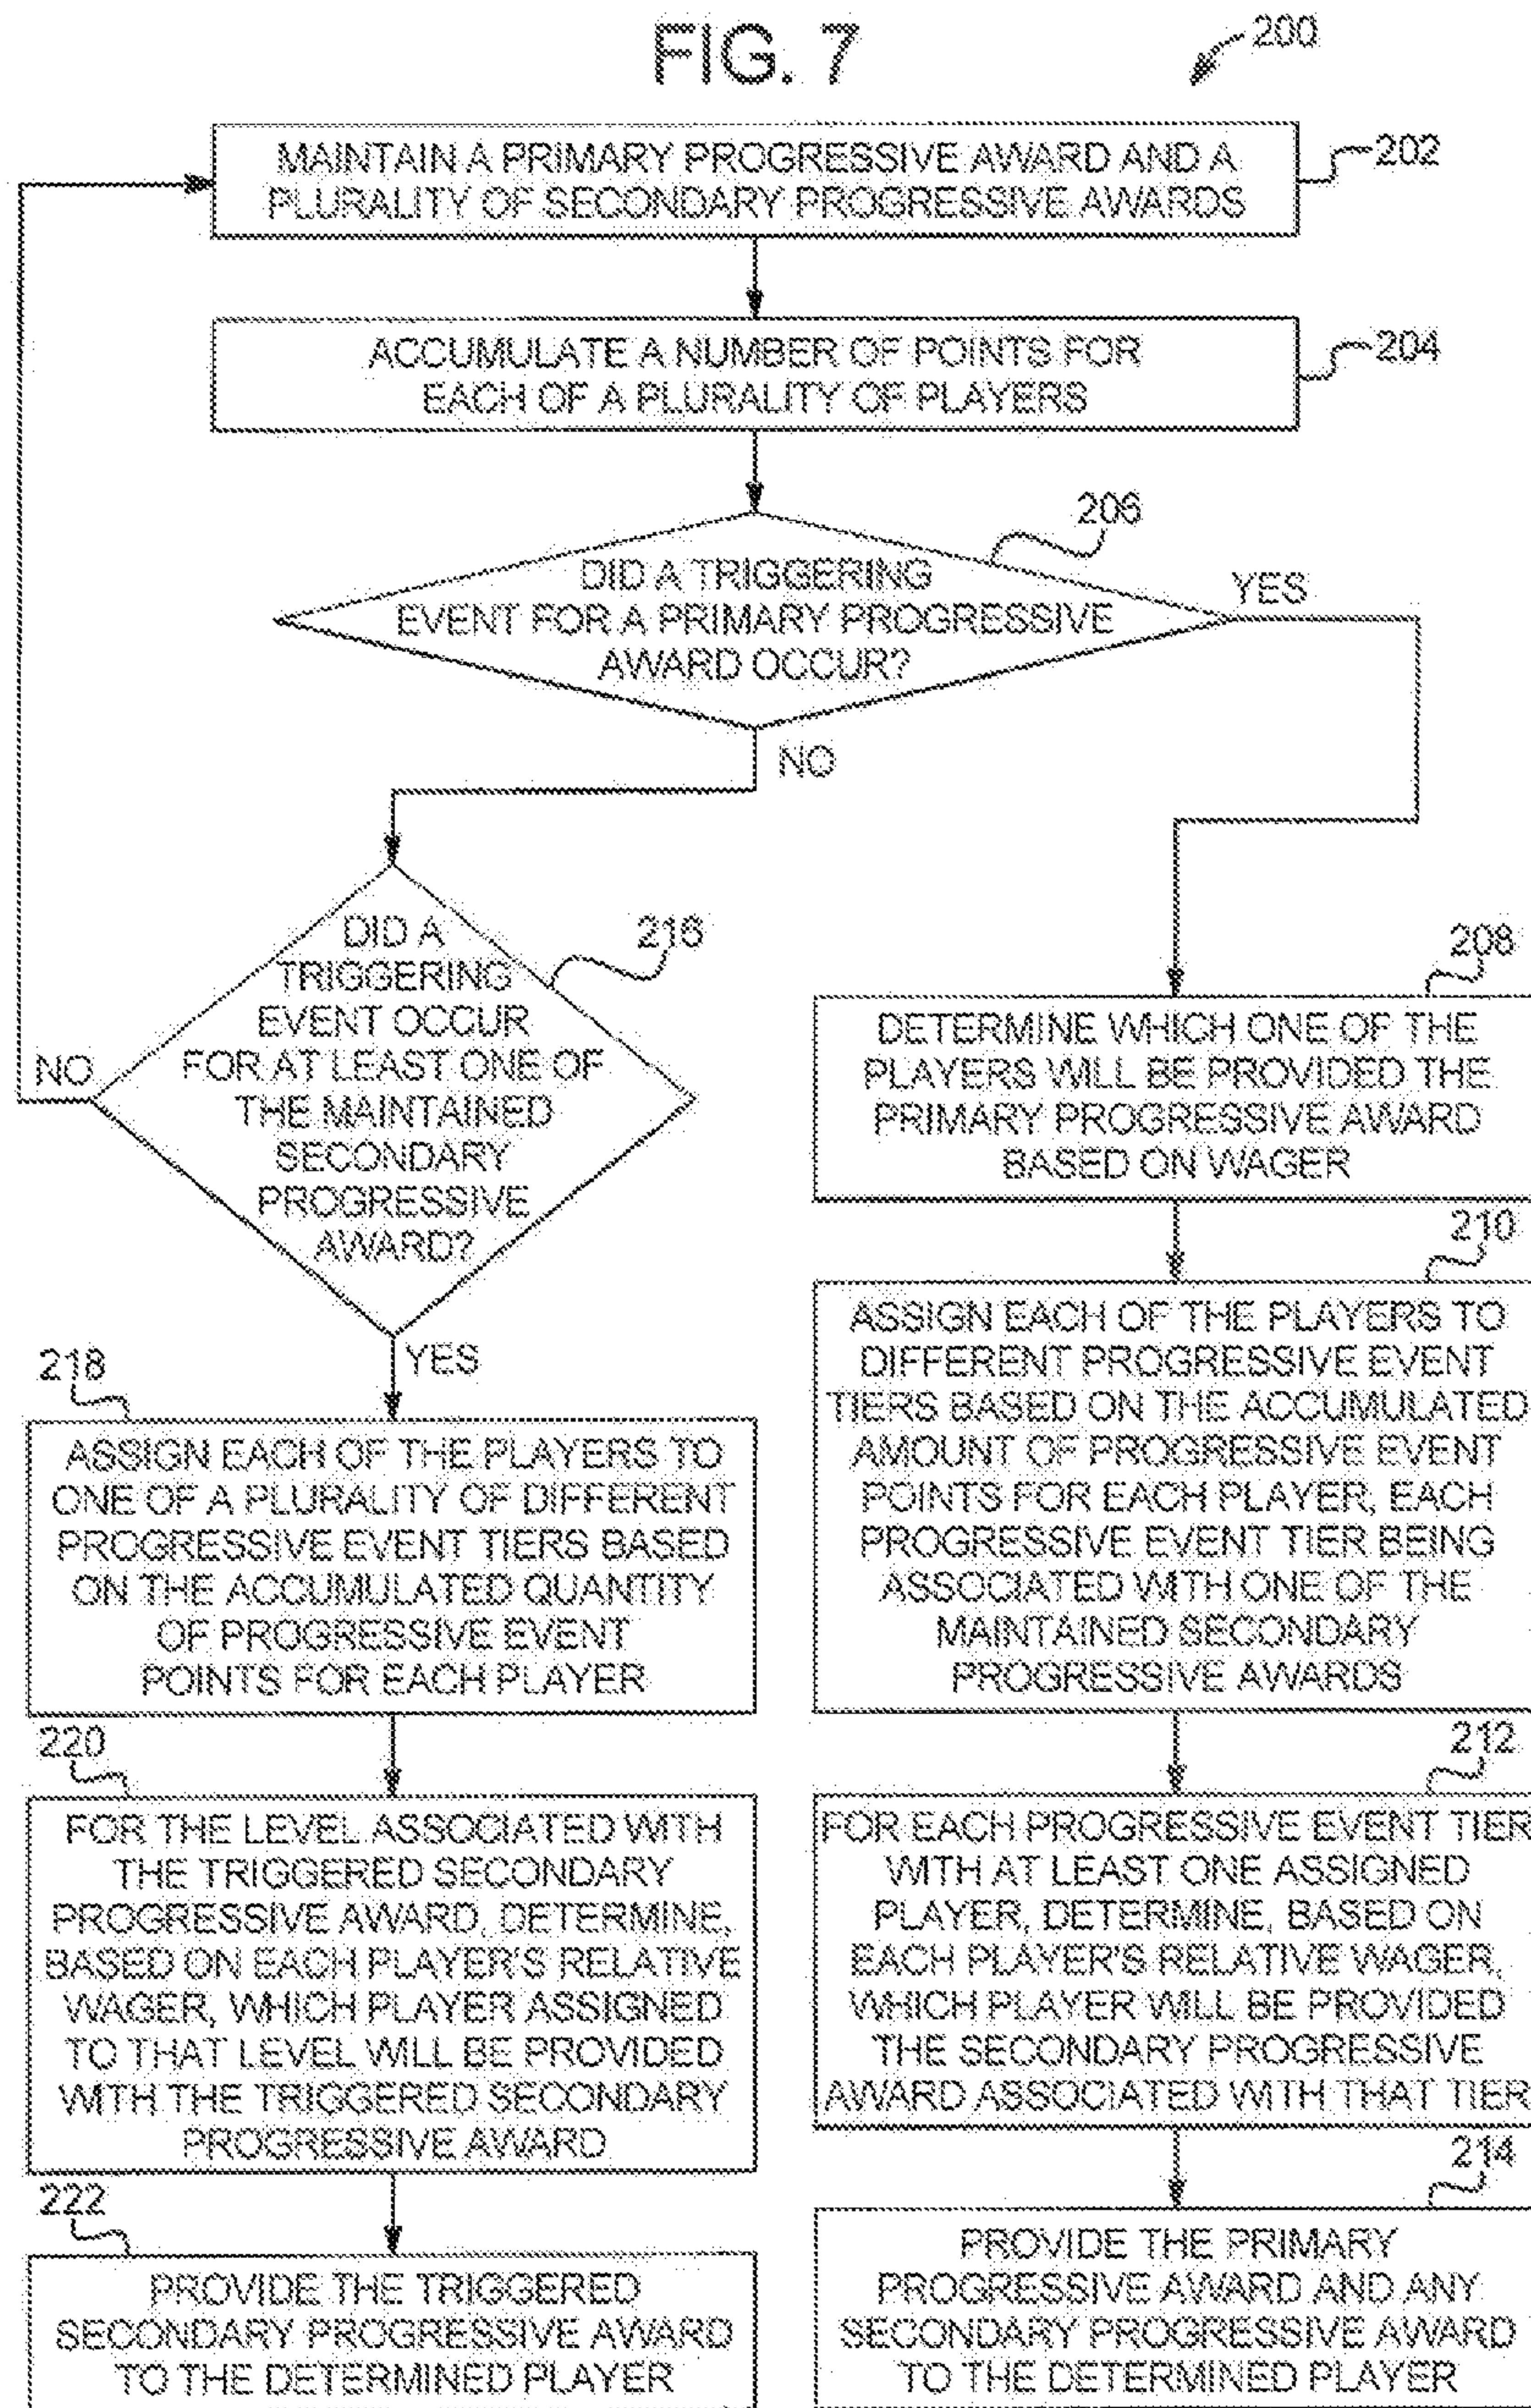 FIG. 7
200
MAINTAIN A PRIMARY PROGRESSIVE AWARD AND A
PLURALITY OF SECONDARY PROGRESSIVE AWARDS
202
ACCUMULATE A NUMBER OF POINTS FOR
EACH OF A PLURALITY OF PLAYERS
204
206
DID A TRIGGERING
EVENT FOR A PRIMARY PROGRESSIVE
AWARD OCCUR?
YES
NO
216
DID A
TRIGGERING
EVENT OCCUR
FOR AT LEAST ONE OF
THE MAINTAINED
SECONDARY
PROGRESSIVE
AWARD?
NO
YES
218
ASSIGN EACH OF THE PLAYERS TO
ONE OF A PLURALITY OF DIFFERENT
PROGRESSIVE EVENT TIERS BASED
ON THE ACCUMULATED QUANTITY
OF PROGRESSIVE EVENT
POINTS FOR EACH PLAYER
220
FOR THE LEVEL ASSOCIATED WITH
THE TRIGGERED SECONDARY
PROGRESSIVE AWARD, DETERMINE,
BASED ON EACH PLAYER'S RELATIVE
WAGER, WHICH PLAYER ASSIGNED
TO THAT LEVEL WILL BE PROVIDED
WITH THE TRIGGERED SECONDARY
PROGRESSIVE AWARD
222
PROVIDE THE TRIGGERED
SECONDARY PROGRESSIVE AWARD
TO THE DETERMINED PLAYER
208
DETERMINE WHICH ONE OF THE
PLAYERS WILL BE PROVIDED THE
PRIMARY PROGRESSIVE AWARD
BASED ON WAGER
210
ASSIGN EACH OF THE PLAYERS TO
DIFFERENT PROGRESSIVE EVENT
TIERS BASED ON THE ACCUMULATED
AMOUNT OF PROGRESSIVE EVENT
POINTS FOR EACH PLAYER, EACH
PROGRESSIVE EVENT TIER BEING
ASSOCIATED WITH ONE OF THE
MAINTAINED SECONDARY
PROGRESSIVE AWARDS
212
FOR EACH PROGRESSIVE EVENT TIER
WITH AT LEAST ONE ASSIGNED
PLAYER, DETERMINE, BASED ON
EACH PLAYER'S RELATIVE WAGER,
WHICH PLAYER WILL BE PROVIDED
THE SECONDARY PROGRESSIVE
AWARD ASSOCIATED WITH THAT TIER
214
PROVIDE THE PRIMARY
PROGRESSIVE AWARD AND ANY
SECONDARY PROGRESSIVE AWARD
TO THE DETERMINED PLAYER